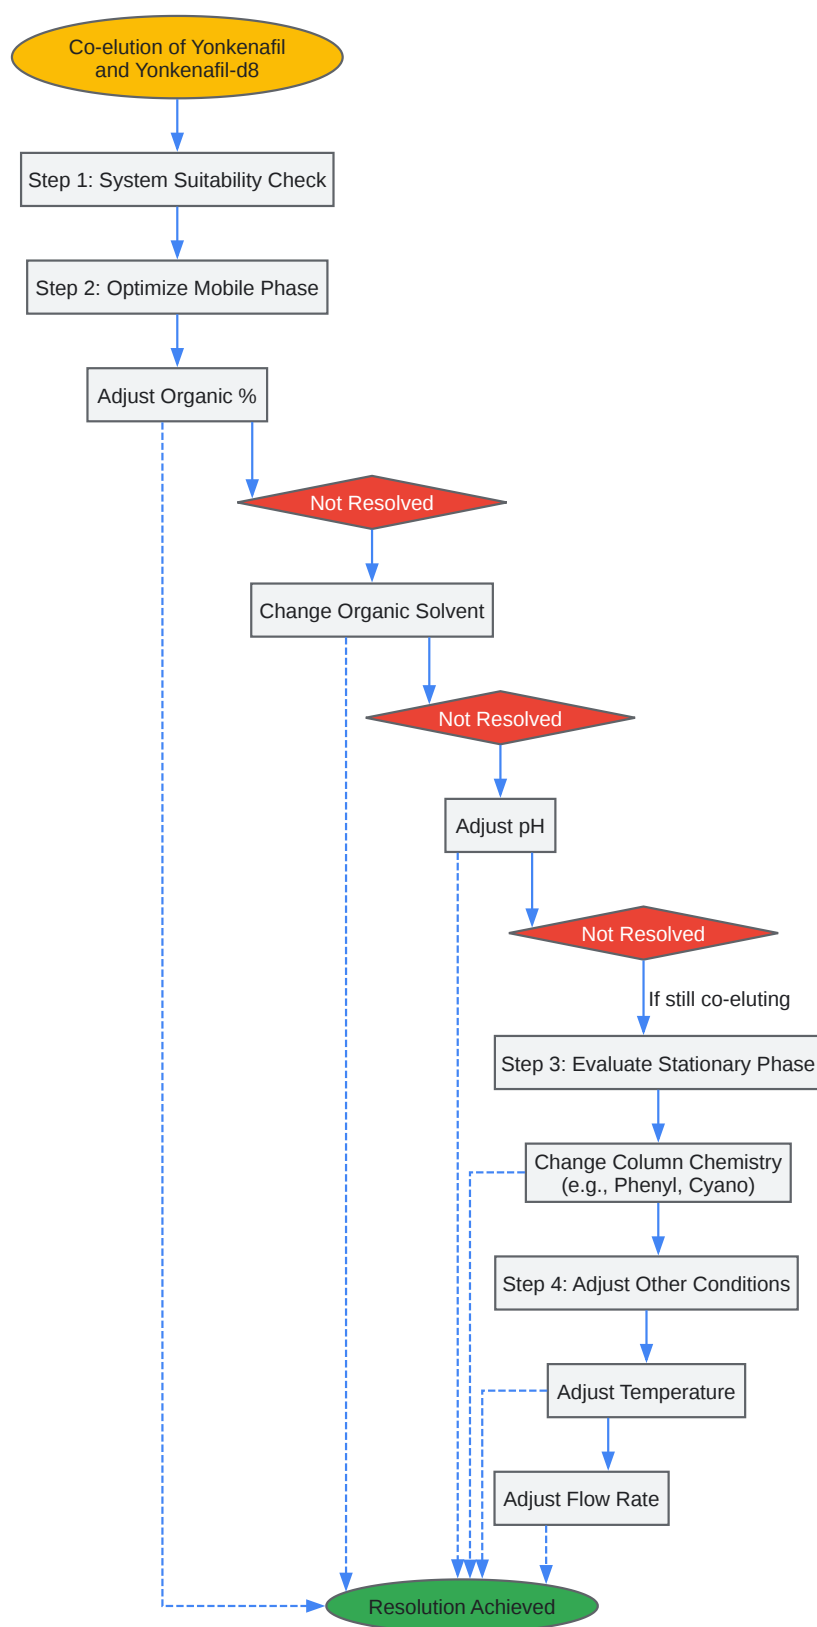 Co-elution of Yonkenafil
and Yonkenafil-d8
Step 1: System Suitability Check
Step 2: Optimize Mobile Phase
Adjust Organic %
Not Resolved
Change Organic Solvent
Not Resolved
Adjust pH
Not Resolved
If still co-eluting
Step 3: Evaluate Stationary Phase
Change Column Chemistry
(e.g., Phenyl, Cyano)
Step 4: Adjust Other Conditions
Adjust Temperature
Adjust Flow Rate
Resolution Achieved